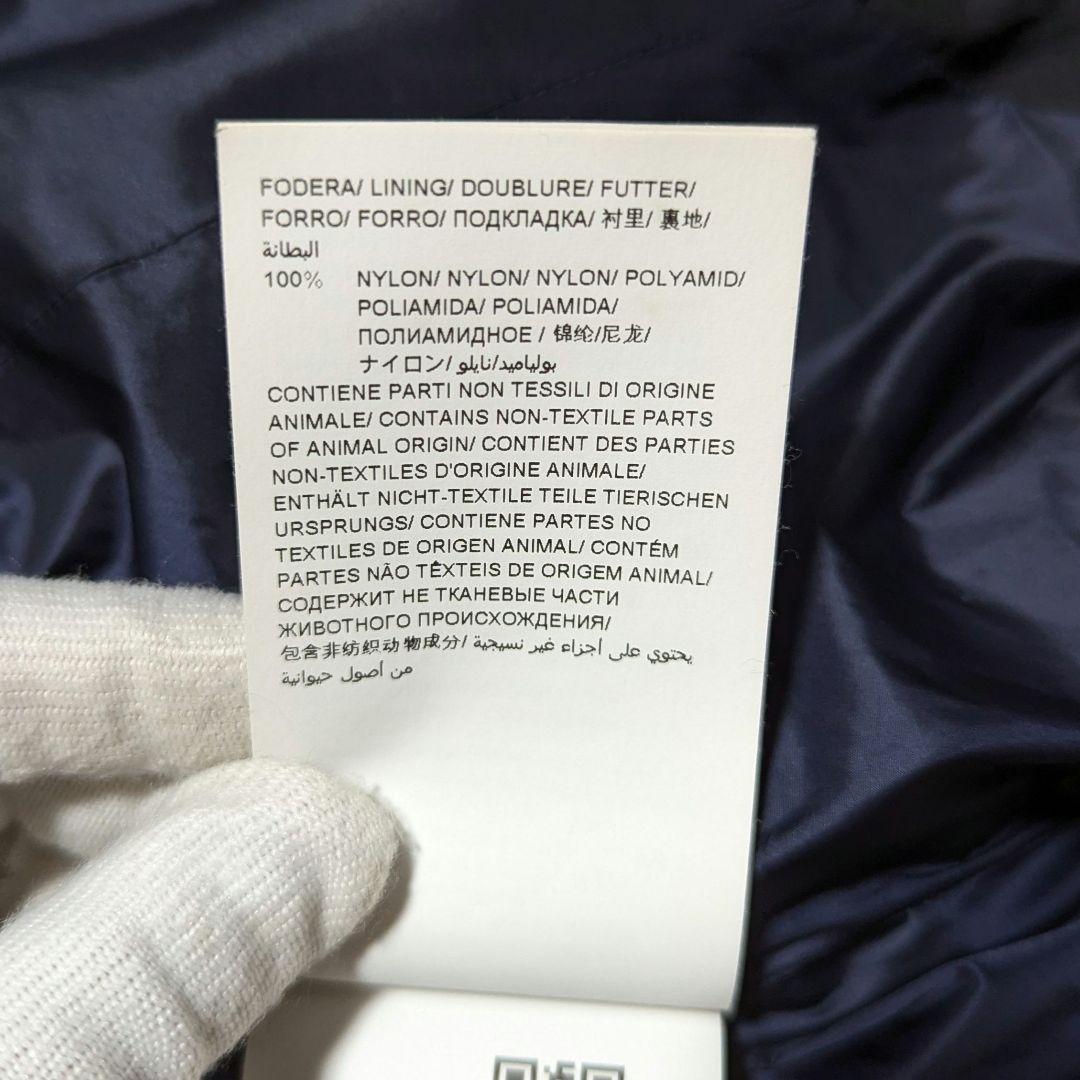 FODERA/ LINING/ DOUBLURE/ FUTTER/
FORRO/ FORRO/ ПОДКЛАДКА/ 衬里/ 裏地/
البطانة
100% NYLON/ NYLON/ NYLON/ POLYAMID/
POLIAMIDA/ POLIAMIDA/
ПОЛИАМИДНОЕ / 锦纶/尼龙/
ナイロン/ بولياميد/نايلو
CONTIENE PARTI NON TESSILI DI ORIGINE
ANIMALE/ CONTAINS NON-TEXTILE PARTS
OF ANIMAL ORIGIN/ CONTIENT DES PARTIES
NON-TEXTILES D'ORIGINE ANIMALE/
ENTHÄLT NICHT-TEXTILE TEILE TIERISCHEN
URSPRUNGS/ CONTIENE PARTES NO
TEXTILES DE ORIGEN ANIMAL/ CONTÉM
PARTES NÃO TÊXTEIS DE ORIGEM ANIMAL/
СОДЕРЖИТ НЕ ТКАНЕВЫЕ ЧАСТИ
ЖИВОТНОГО ПРОИСХОЖДЕНИЯ/
包含非纺织动物成分/ يحتوي على أجزاء غير نسيجية
من أصول حيوانية